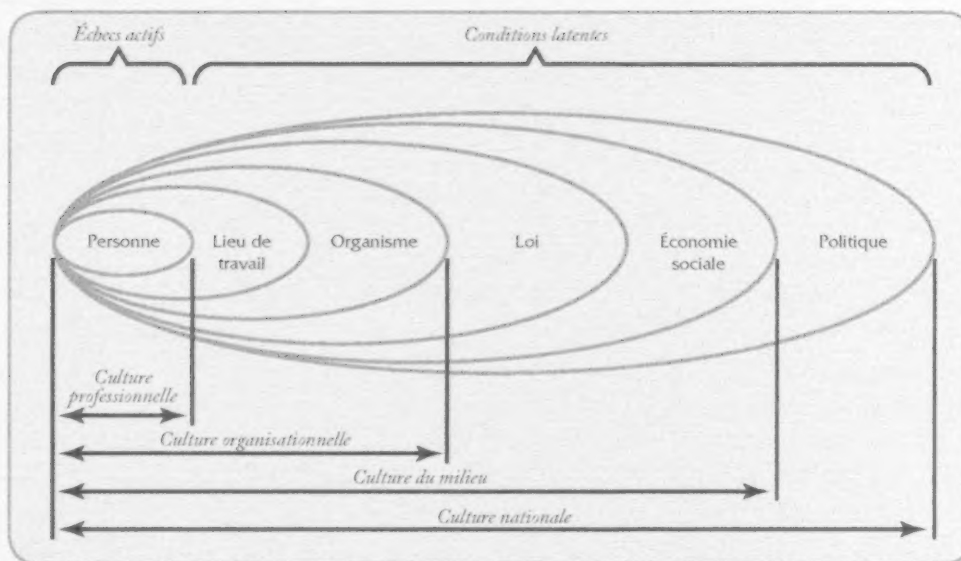 Échecs actifs
Conditions latentes
Personne
Lieu de
travail
Organisme
Loi
Économie
sociale
Politique
Culture
professionnelle
Culture organisationnelle
Culture du milieu
Culture nationale